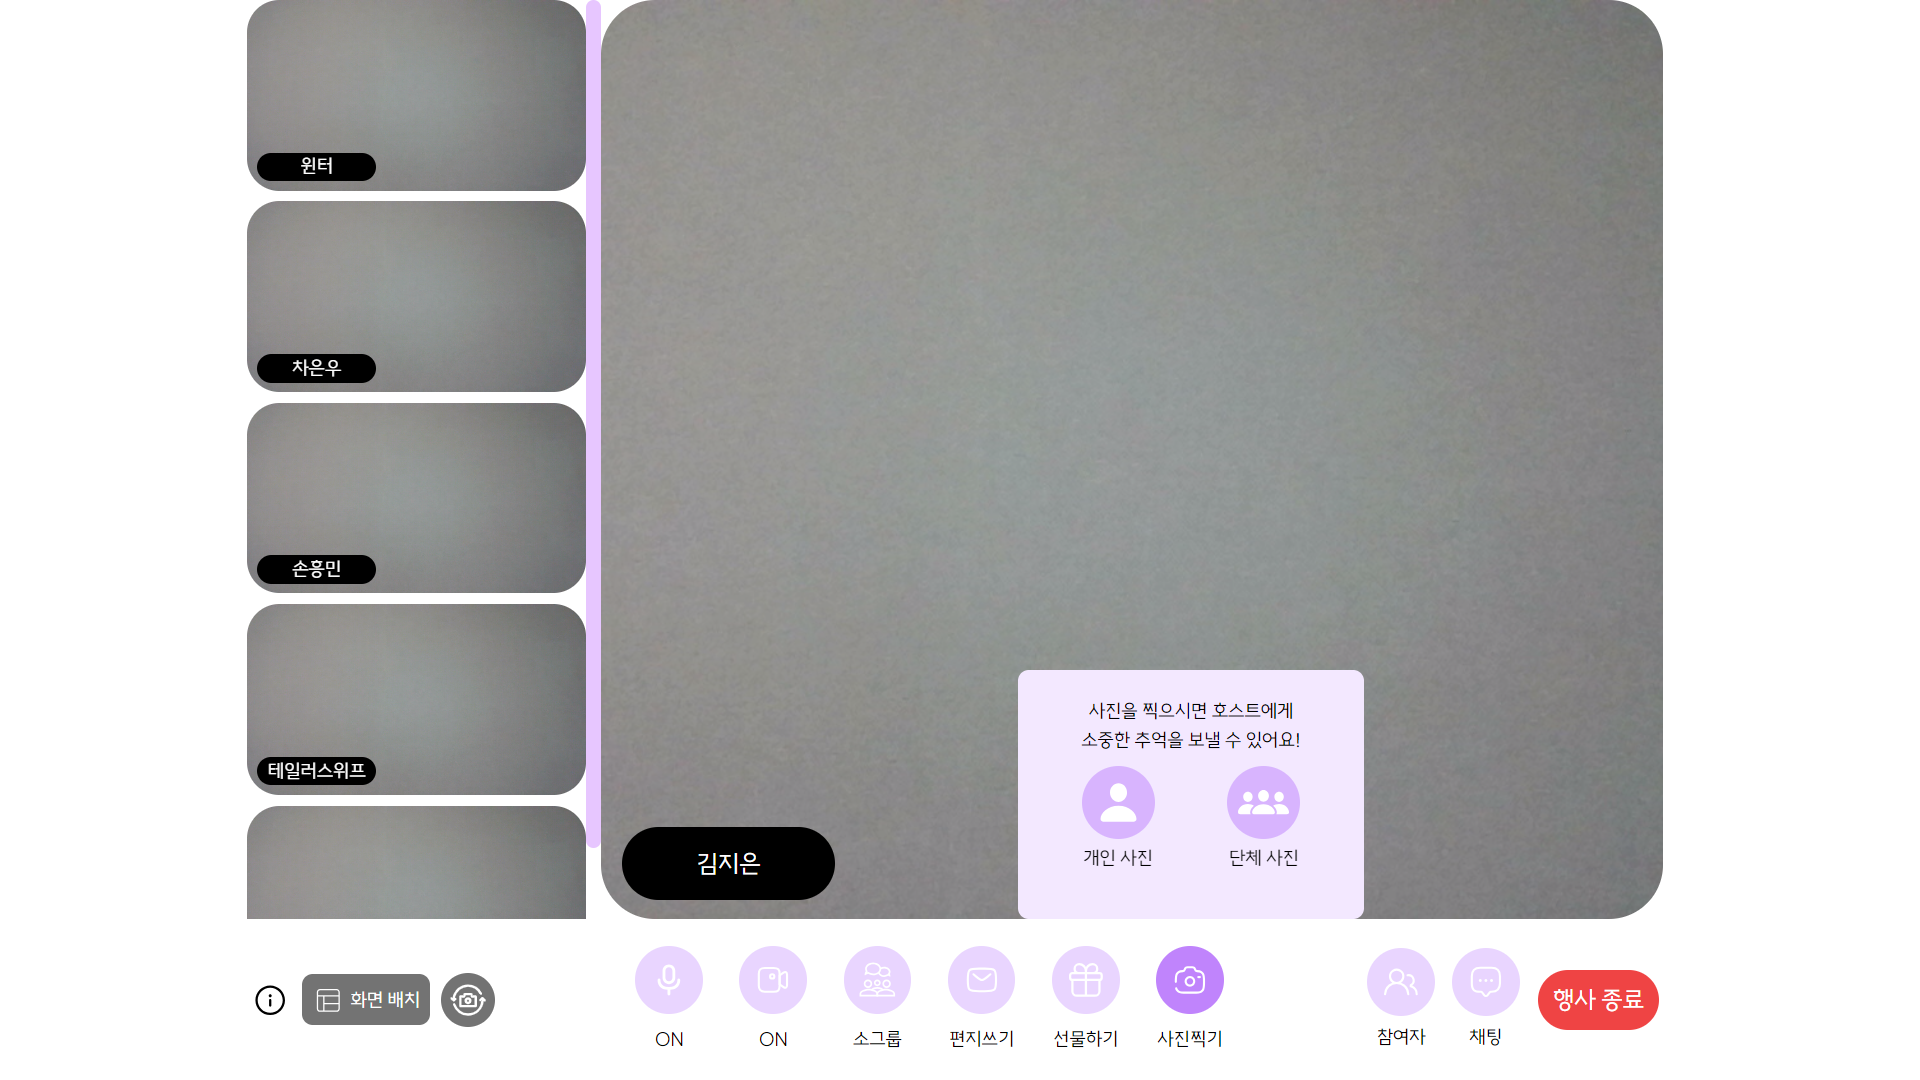 윈터
차은우
손흥민
테일러스위프
김지은
사진을 찍으시면 호스트에게
소중한 추억을 보낼 수 있어요!
개인 사진
단체 사진
화면 배치
ON
ON
소그룹
편지쓰기
선물하기
사진찍기
참여자
채팅
행사 종료